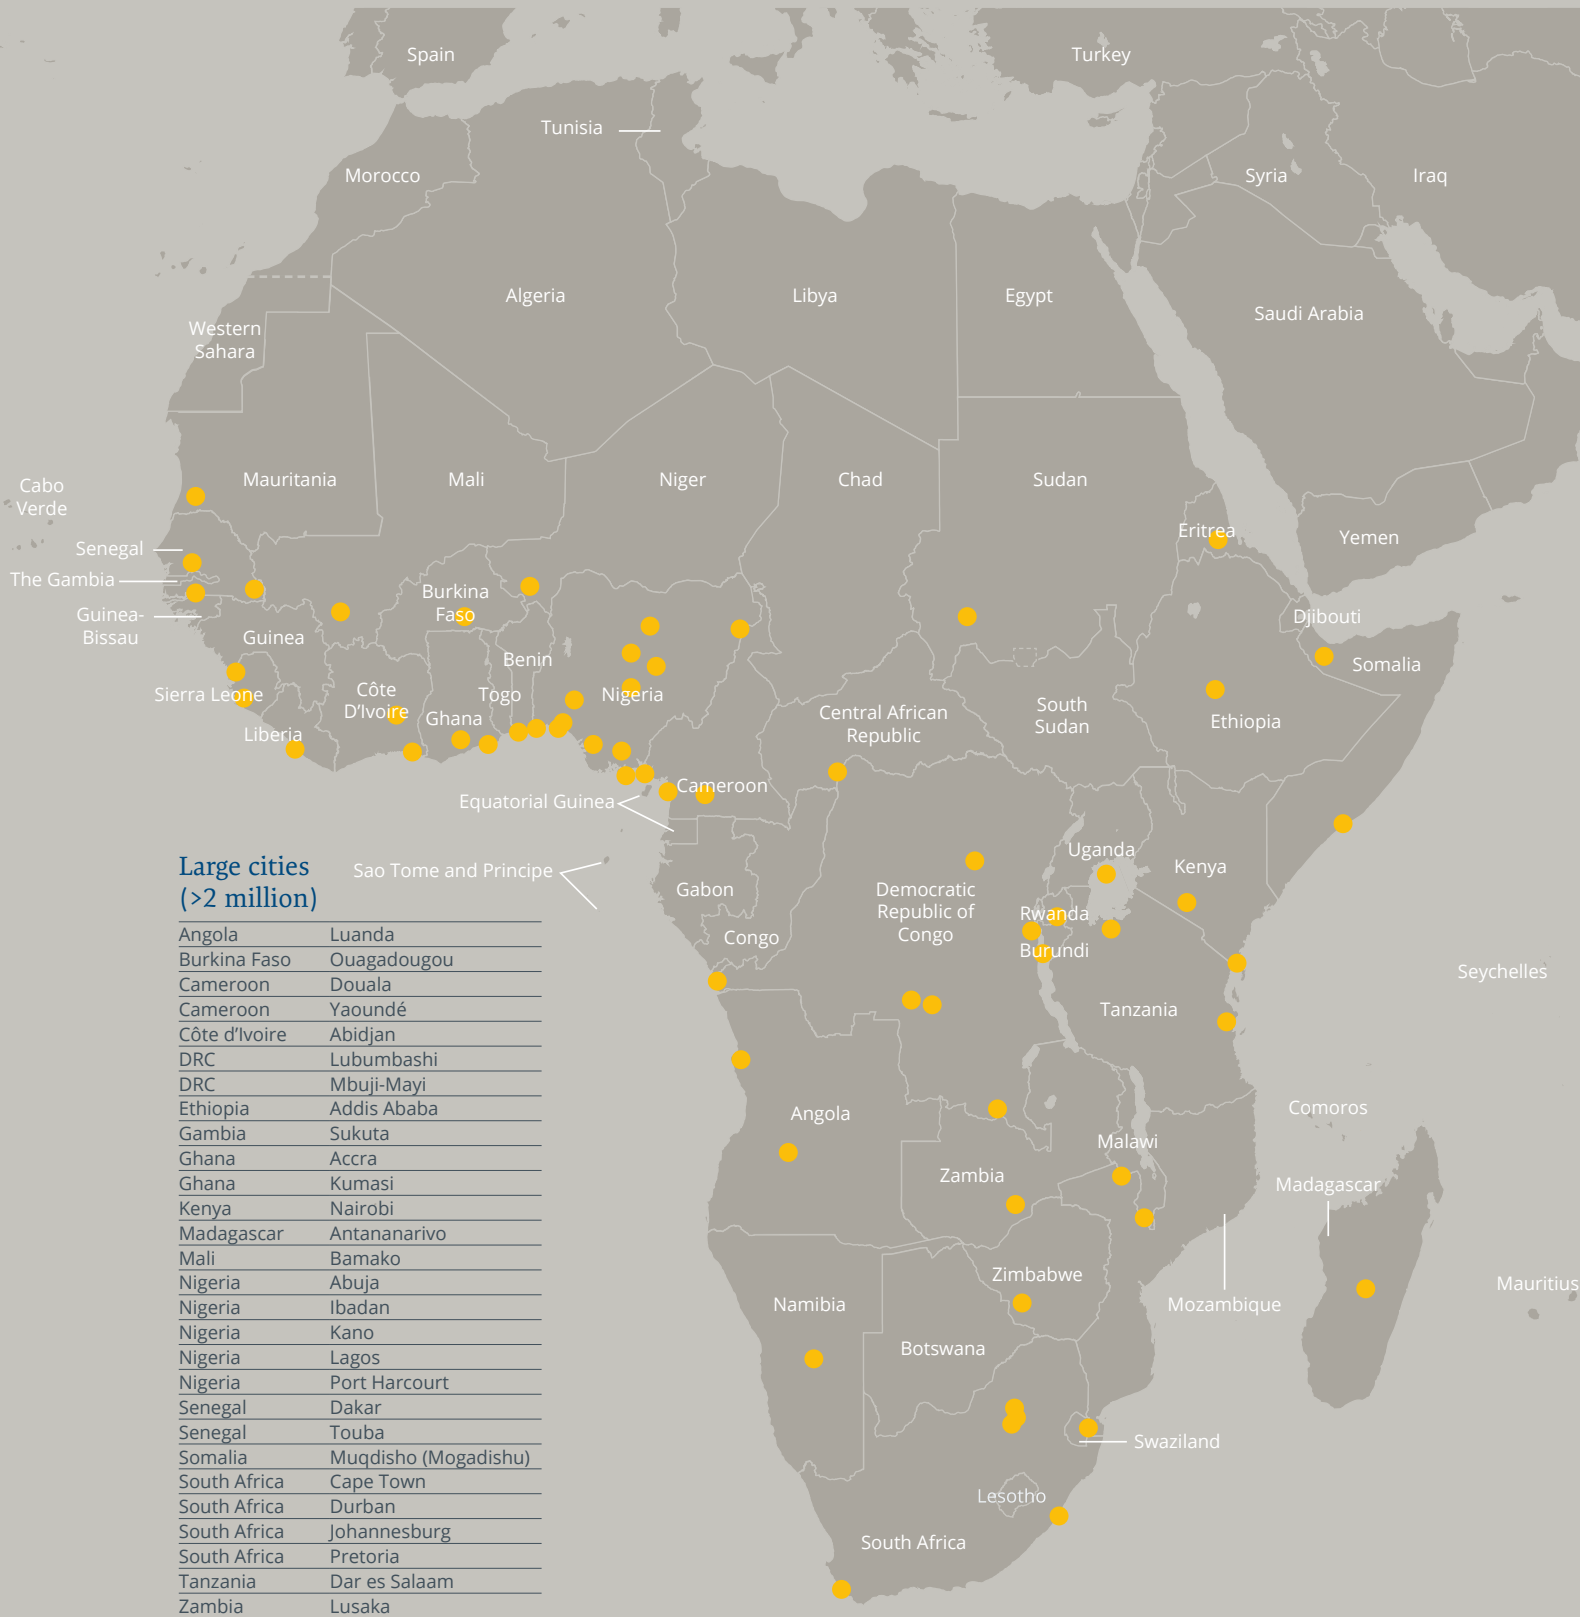 Spain
Turkey
Tunisia
Morocco
Syria
Iraq
Algeria
Libya
Egypt
Saudi Arabia
Western
Sahara
Cabo
Verde
Mauritania
Mali
Niger
Chad
Sudan
Eritrea
Yemen
Senegal
The Gambia
Guinea-
Bissau
Burkina
Faso
Djibouti
Guinea
Benin
Somalia
Sierra Leone
Côte
D'Ivoire
Togo
Nigeria
Ghana
Liberia
Central African
Republic
South
Sudan
Ethiopia
Cameroon
Equatorial Guinea
Sao Tome and Principe
Gabon
Congo
Democratic
Republic of
Congo
Uganda
Kenya
Rwanda
Burundi
Tanzania
Seychelles
Comoros
Angola
Malawi
Zambia
Madagascar
Zimbabwe
Mozambique
Mauritius
Namibia
Botswana
Swaziland
Lesotho
South Africa
Large cities
(>2 million)
Angola Luanda
Burkina Faso Ouagadougou
Cameroon Douala
Cameroon Yaoundé
Côte d'Ivoire Abidjan
DRC Lubumbashi
DRC Mbuji-Mayi
Ethiopia Addis Ababa
Gambia Sukuta
Ghana Accra
Ghana Kumasi
Kenya Nairobi
Madagascar Antananarivo
Mali Bamako
Nigeria Abuja
Nigeria Ibadan
Nigeria Kano
Nigeria Lagos
Nigeria Port Harcourt
Senegal Dakar
Senegal Touba
Somalia Muqdisho (Mogadishu)
South Africa Cape Town
South Africa Durban
South Africa Johannesburg
South Africa Pretoria
Tanzania Dar es Salaam
Zambia Lusaka